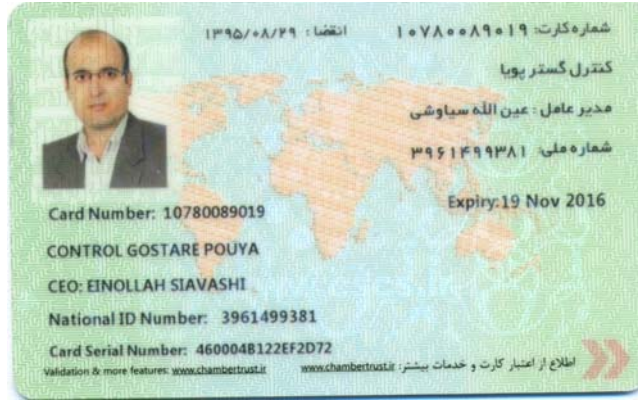 شماره کارت: ۱۰۷۸۰۰۸۹۰۱۹ انقضا: ۱۳۹۵/۰۸/۲۹
کنترل گستر پویا
مدیر عامل: عین اللّه سیاوشی
شماره ملی: ۳۹۶۱۴۹۹۳۸۱
Expiry:19 Nov 2016
Card Number: 10780089019
CONTROL GOSTARE POUYA
CEO: EINOLLAH SIAVASHI
National ID Number: 3961499381
Card Serial Number: 460004B122EF2D72
Validation & more features: www.chambertrust.ir
اطلاع از اعتبار کارت و خدمات بیشتر: www.chambertrust.ir